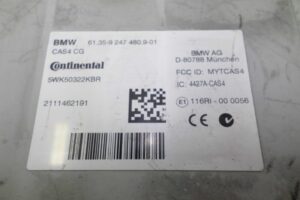 BMW 61.35-9 247 480.9-01
CAS4 CG
Continental
5WK50322KBR
2111462191
BMW AG
D-80788 München
FCC ID: MYTCAS4
IC: 4427A-CAS4
E1 116RI - 00 0056
CE